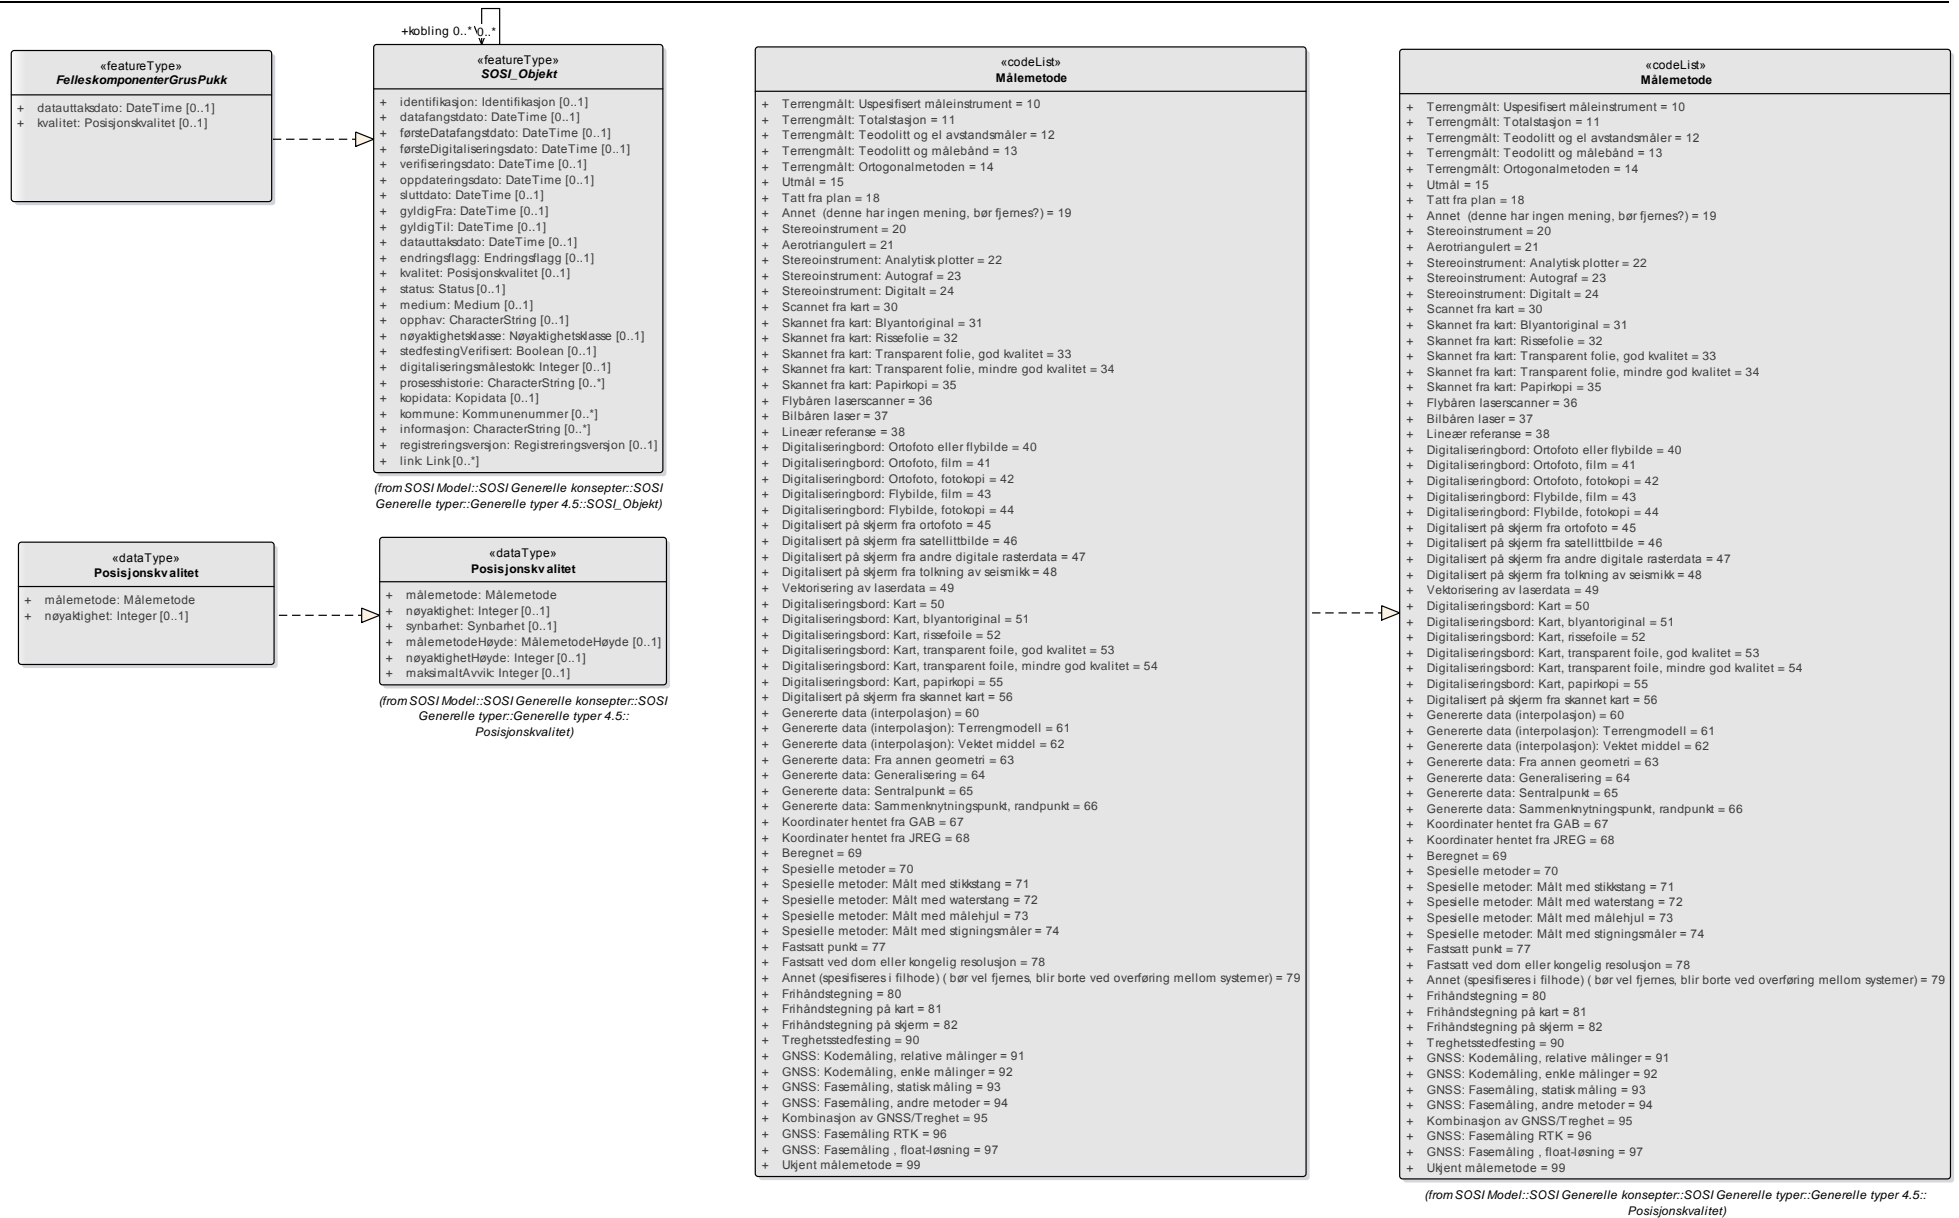 «featureType»
FelleskomponenterGrusPukk
+ datauttaksdato: DateTime [0..1]
+ kvalitet: Posisjonskvalitet [0..1]
+kobling 0..*
0..*
«featureType»
SOSI_Objekt
+ identifikasjon: Identifikasjon [0..1]
+ datafangstdato: DateTime [0..1]
+førsteDatafangstdato: DateTime [0..1]
+ førsteDigitaliseringsdato: DateTime [0..1]
+ verifiseringsdato: DateTime [0..1]
+ oppdateringsdato: DateTime [0..1]
+ sluttdato: DateTime [0..1]
+ gyldigFra: DateTime [0..1]
+ gyldigTil: DateTime [0..1]
+ datauttaksdato: DateTime [0..1]
+ endringsflagg: Endringsflagg [0..1]
+ kvalitet: Posisjonskvalitet [0..1]
+ status: Status [0..1]
+ medium: Medium [0..1]
+ opphav: CharacterString [0..1]
+ nøyaktighetsklasse: Nøyaktighetsklasse [0..1]
+ stedfestingVerifisert: Boolean [0..1]
+ digitaliseringsmålestokk: Integer [0..1]
+ prosesshistorie: CharacterString [0..*]
+ kopidata: Kopidata [0..1]
+ kommune: Kommunenummer [0..*]
+ informasjon: CharacterString [0..*]
+ registreringsversjon: Registreringsversjon [0..1]
+ link: Link [0..*]
(from SOSI Model::SOSI Generelle konsepter::SOSI
Generelle typer::Generelle typer 4.5::SOSI_Objekt)
«dataType»
Posisjonskvalitet
+ målemetode: Målemetode
+ nøyaktighet: Integer [0..1]
«dataType»
Posisjonskvalitet
+ målemetode: Målemetode
+ nøyaktighet: Integer [0..1]
+ synbarhet: Synbarhet [0..1]
+ målemetodeHøyde: MålemetodeHøyde [0..1]
+ nøyaktighetHøyde: Integer [0..1]
+ maksimaltAvvik: Integer [0..1]
(from SOSI Model::SOSI Generelle konsepter::SOSI
Generelle typer::Generelle typer 4.5::
Posisjonskvalitet)
«codeList»
Målemetode
+ Terrengmålt: Uspesifisert måleinstrument = 10
+ Terrengmålt: Totalstasjon = 11
+ Terrengmålt: Teodolitt og el avstandsmåler = 12
+ Terrengmålt: Teodolitt og målebånd = 13
+ Terrengmålt: Ortogonalmetoden = 14
+ Utmål = 15
+ Tatt fra plan = 18
+ Annet (denne har ingen mening, bør fjernes?) = 19
+ Stereoinstrument = 20
+ Aerotriangulert = 21
+ Stereoinstrument: Analytisk plotter = 22
+ Stereoinstrument: Autograf = 23
+ Stereoinstrument: Digitalt = 24
+ Scannet fra kart = 30
+ Skannet fra kart: Blyantoriginal = 31
+ Skannet fra kart: Rissefolie = 32
+ Skannet fra kart: Transparent folie, god kvalitet = 33
+ Skannet fra kart: Transparent folie, mindre god kvalitet = 34
+ Skannet fra kart: Papirkopi = 35
+ Flybåren laserscanner = 36
+ Bilbåren laser = 37
+ Lineær referanse = 38
+ Digitaliseringbord: Ortofoto eller flybilde = 40
+ Digitaliseringbord: Ortofoto, film = 41
+ Digitaliseringbord: Ortofoto, fotokopi = 42
+ Digitaliseringbord: Flybilde, film = 43
+ Digitaliseringbord: Flybilde, fotokopi = 44
+ Digitalisert på skjerm fra ortofoto = 45
+ Digitalisert på skjerm fra satellittbilde = 46
+ Digitalisert på skjerm fra andre digitale rasterdata = 47
+ Digitalisert på skjerm fra tolkning av seismikk = 48
+ Vektorisering av laserdata = 49
+ Digitaliseringsbord: Kart = 50
+ Digitaliseringsbord: Kart, blyantoriginal = 51
+ Digitaliseringsbord: Kart, rissefoile = 52
+ Digitaliseringsbord: Kart, transparent foile, god kvalitet = 53
+ Digitaliseringsbord: Kart, transparent foile, mindre god kvalitet = 54
+ Digitaliseringsbord: Kart, papirkopi = 55
+ Digitalisert på skjerm fra skannet kart = 56
+ Genererte data (interpolasjon) = 60
+ Genererte data (interpolasjon): Terrengmodell = 61
+ Genererte data (interpolasjon): Vektet middel = 62
+ Genererte data: Fra annen geometri = 63
+ Genererte data: Generalisering = 64
+ Genererte data: Sentralpunkt = 65
+ Genererte data: Sammenknytningspunkt, randpunkt = 66
+ Koordinater hentet fra GAB = 67
+ Koordinater hentet fra JREG = 68
+ Beregnet = 69
+ Spesielle metoder = 70
+ Spesielle metoder: Målt med stikkstang = 71
+ Spesielle metoder: Målt med waterstang = 72
+ Spesielle metoder: Målt med målehjul = 73
+ Spesielle metoder: Målt med stigningsmåler = 74
+ Fastsatt punkt = 77
+ Fastsatt ved dom eller kongelig resolusjon = 78
+ Annet (spesifiseres i filhode) ( bør vel fjernes, blir borte ved overføring mellom systemer) = 79
+ Frihåndstegning = 80
+ Frihåndstegning på kart = 81
+ Frihåndstegning på skjerm = 82
+ Treghetsstedfesting = 90
+ GNSS: Kodemåling, relative målinger = 91
+ GNSS: Kodemåling, enkle målinger = 92
+ GNSS: Fasemåling, statisk måling = 93
+ GNSS: Fasemåling, andre metoder = 94
+ Kombinasjon av GNSS/Treghet = 95
+ GNSS: Fasemåling RTK = 96
+ GNSS: Fasemåling , float-løsning = 97
+ Ukjent målemetode = 99
«codeList»
Målemetode
+ Terrengmålt: Uspesifisert måleinstrument = 10
+ Terrengmålt: Totalstasjon = 11
+ Terrengmålt: Teodolitt og el avstandsmåler = 12
+ Terrengmålt: Teodolitt og målebånd = 13
+ Terrengmålt: Ortogonalmetoden = 14
+ Utmål = 15
+ Tatt fra plan = 18
+ Annet (denne har ingen mening, bør fjernes?) = 19
+ Stereoinstrument = 20
+ Aerotriangulert = 21
+ Stereoinstrument: Analytisk plotter = 22
+ Stereoinstrument: Autograf = 23
+ Stereoinstrument: Digitalt = 24
+ Scannet fra kart = 30
+ Skannet fra kart: Blyantoriginal = 31
+ Skannet fra kart: Rissefolie = 32
+ Skannet fra kart: Transparent folie, god kvalitet = 33
+ Skannet fra kart: Transparent folie, mindre god kvalitet = 34
+ Skannet fra kart: Papirkopi = 35
+ Flybåren laserscanner = 36
+ Bilbåren laser = 37
+ Lineær referanse = 38
+ Digitaliseringbord: Ortofoto eller flybilde = 40
+ Digitaliseringbord: Ortofoto, film = 41
+ Digitaliseringbord: Ortofoto, fotokopi = 42
+ Digitaliseringbord: Flybilde, film = 43
+ Digitaliseringbord: Flybilde, fotokopi = 44
+ Digitalisert på skjerm fra ortofoto = 45
+ Digitalisert på skjerm fra satellittbilde = 46
+ Digitalisert på skjerm fra andre digitale rasterdata = 47
+ Digitalisert på skjerm fra tolkning av seismikk = 48
+ Vektorisering av laserdata = 49
+ Digitaliseringsbord: Kart = 50
+ Digitaliseringsbord: Kart, blyantoriginal = 51
+ Digitaliseringsbord: Kart, rissefoile = 52
+ Digitaliseringsbord: Kart, transparent foile, god kvalitet = 53
+ Digitaliseringsbord: Kart, transparent foile, mindre god kvalitet = 54
+ Digitaliseringsbord: Kart, papirkopi = 55
+ Digitalisert på skjerm fra skannet kart = 56
+ Genererte data (interpolasjon) = 60
+ Genererte data (interpolasjon): Terrengmodell = 61
+ Genererte data (interpolasjon): Vektet middel = 62
+ Genererte data: Fra annen geometri = 63
+ Genererte data: Generalisering = 64
+ Genererte data: Sentralpunkt = 65
+ Genererte data: Sammenknytningspunkt, randpunkt = 66
+ Koordinater hentet fra GAB = 67
+ Koordinater hentet fra JREG = 68
+ Beregnet = 69
+ Spesielle metoder = 70
+ Spesielle metoder: Målt med stikkstang = 71
+ Spesielle metoder: Målt med waterstang = 72
+ Spesielle metoder: Målt med målehjul = 73
+ Spesielle metoder: Målt med stigningsmåler = 74
+ Fastsatt punkt = 77
+ Fastsatt ved dom eller kongelig resolusjon = 78
+ Annet (spesifiseres i filhode) ( bør vel fjernes, blir borte ved overføring mellom systemer) = 79
+ Frihåndstegning = 80
+ Frihåndstegning på kart = 81
+ Frihåndstegning på skjerm = 82
+ Treghetsstedfesting = 90
+ GNSS: Kodemåling, relative målinger = 91
+ GNSS: Kodemåling, enkle målinger = 92
+ GNSS: Fasemåling, statisk måling = 93
+ GNSS: Fasemåling, andre metoder = 94
+ Kombinasjon av GNSS/Treghet = 95
+ GNSS: Fasemåling RTK = 96
+ GNSS: Fasemåling , float-løsning = 97
+ Ukjent målemetode = 99
(from SOSI Model::SOSI Generelle konsepter::SOSI Generelle typer::Generelle typer 4.5::
Posisjonskvalitet)